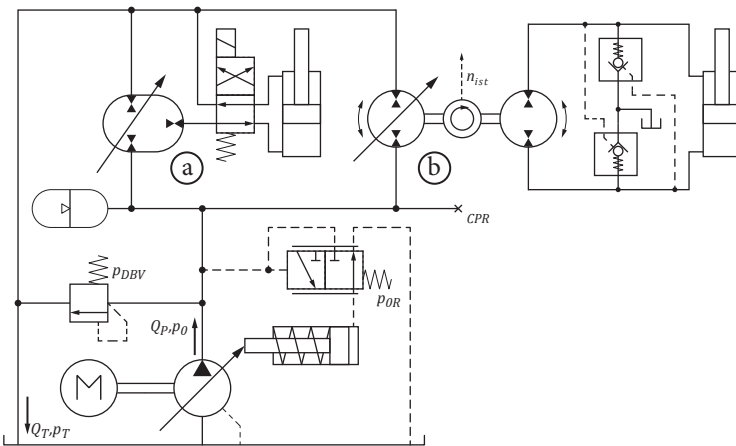 n_ist
a
b
CPR
p_DBV
p_0R
Q_P,p_0
M
Q_T,p_T